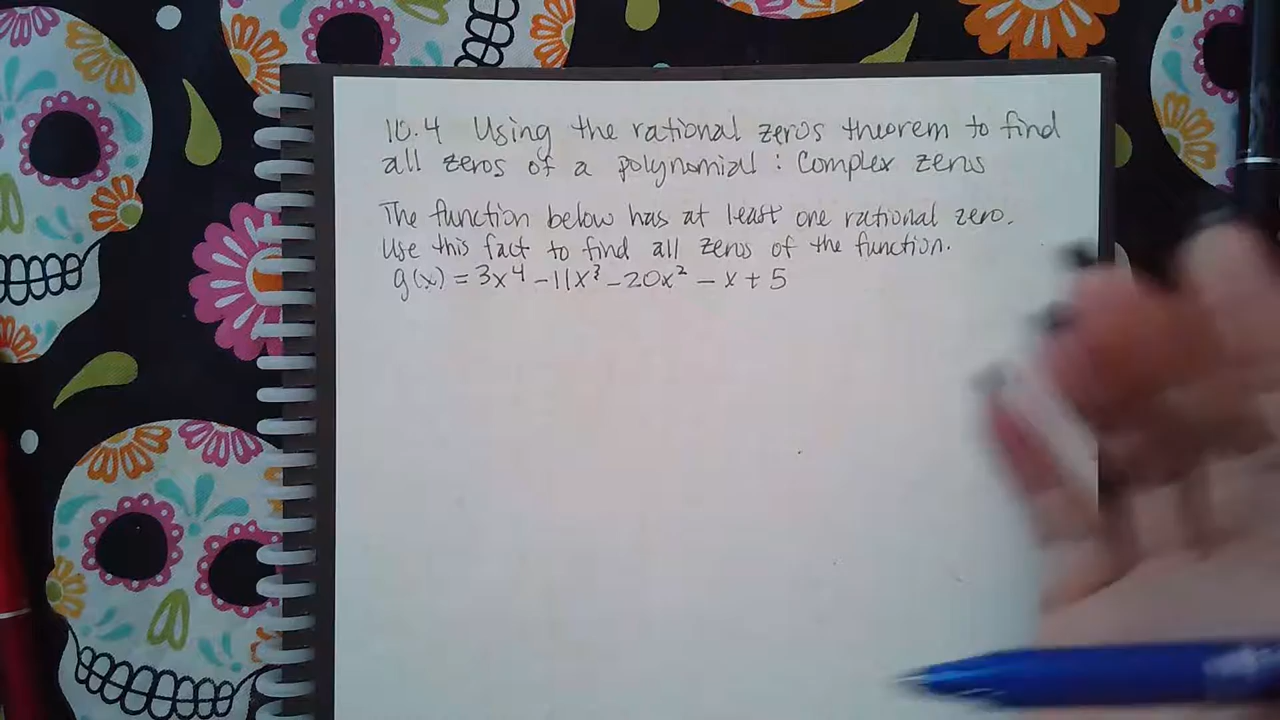 10.4 Using the rational zeros theorem to find
all zeros of a polynomial : Complex zeros
The function below has at least one rational zero.
Use this fact to find all zeros of the function.
g(x) = 3x⁴ - 11x³ - 20x² - x + 5